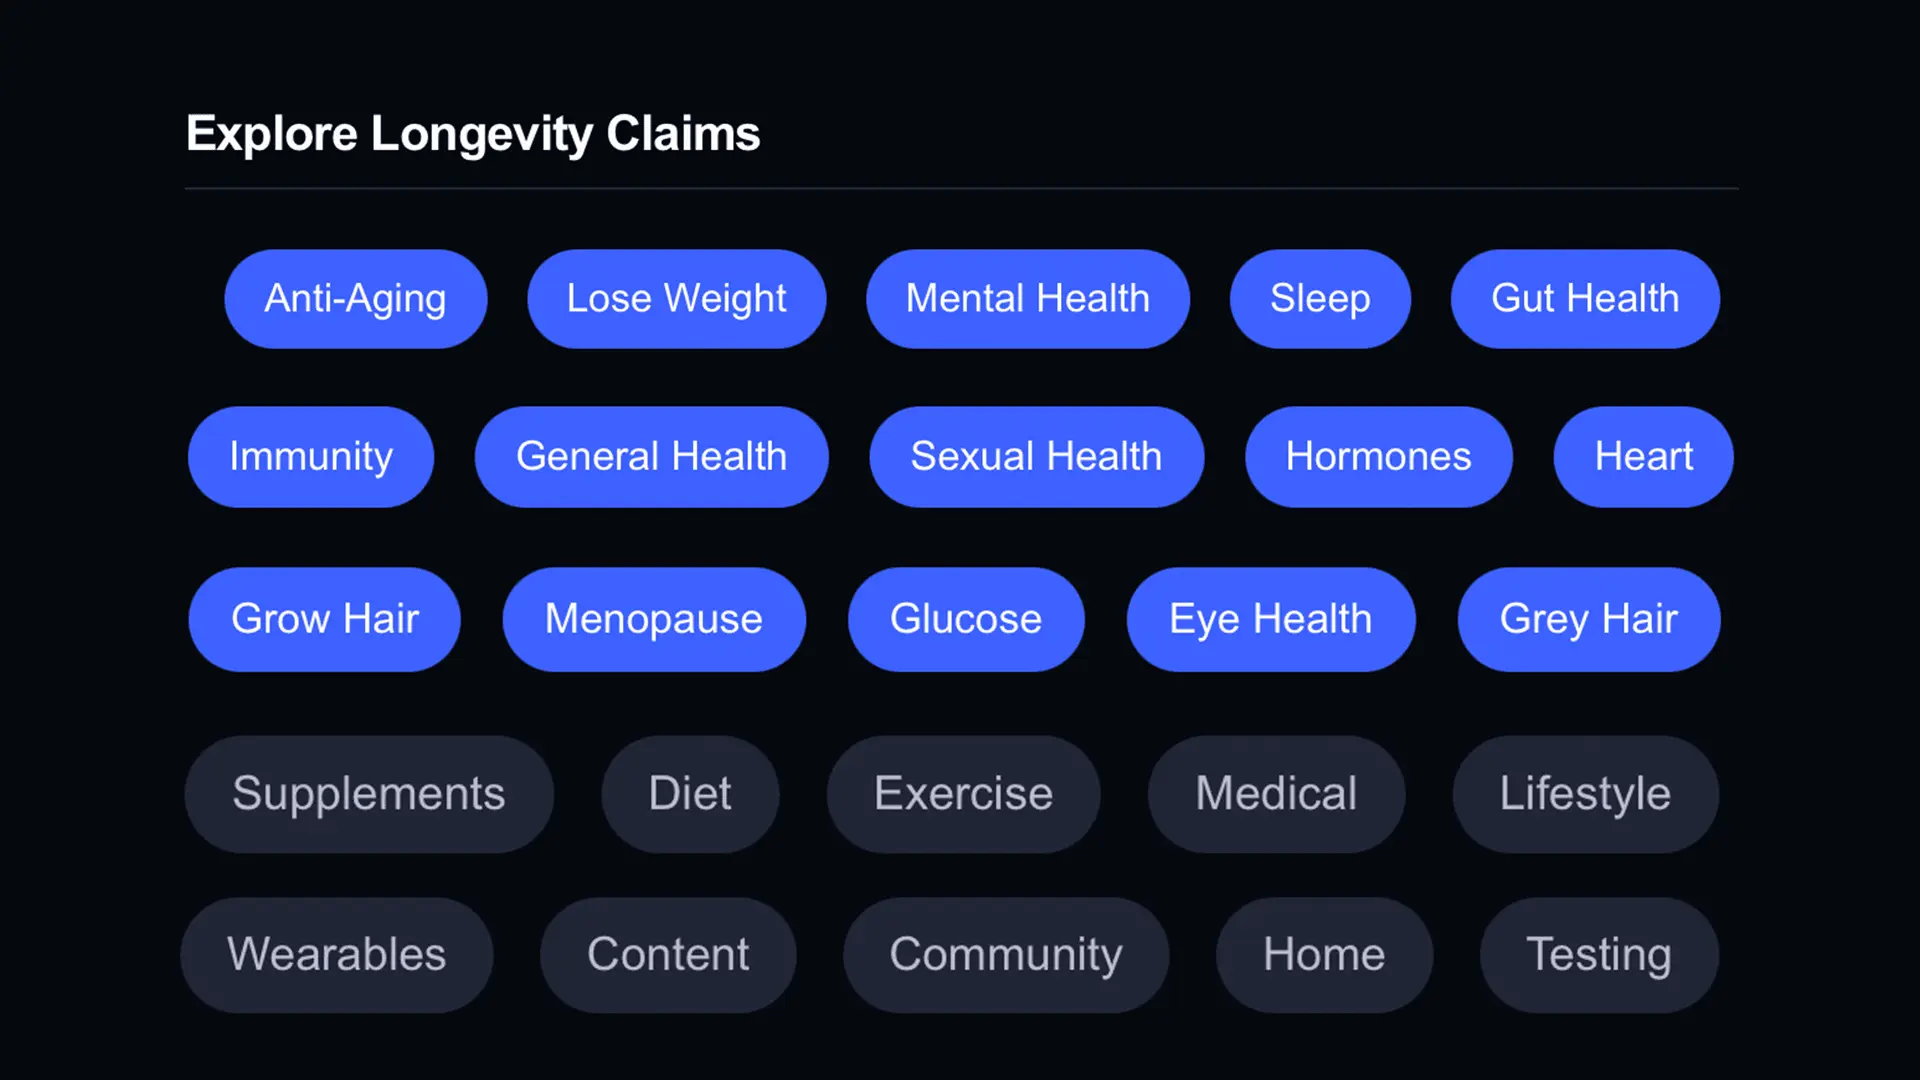 Explore Longevity Claims
Anti-Aging Lose Weight Mental Health Sleep Gut Health
Immunity General Health Sexual Health Hormones Heart
Grow Hair Menopause Glucose Eye Health Grey Hair
Supplements Diet Exercise Medical Lifestyle
Wearables Content Community Home Testing